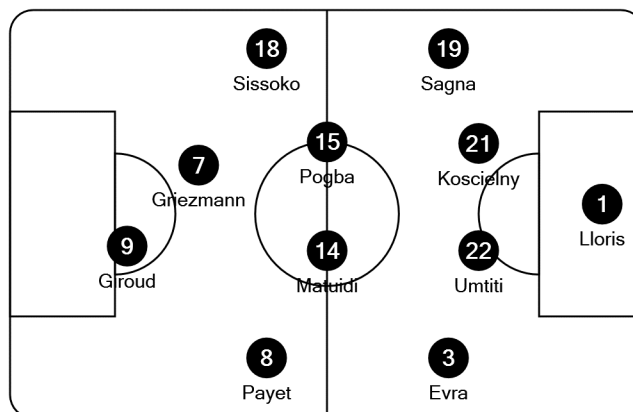 18
Sissoko
19
Sagna
15
Pogba
21
Koscielny
7
Griezmann
1
Lloris
9
Giroud
14
Matuidi
22
Umtiti
8
Payet
3
Evra